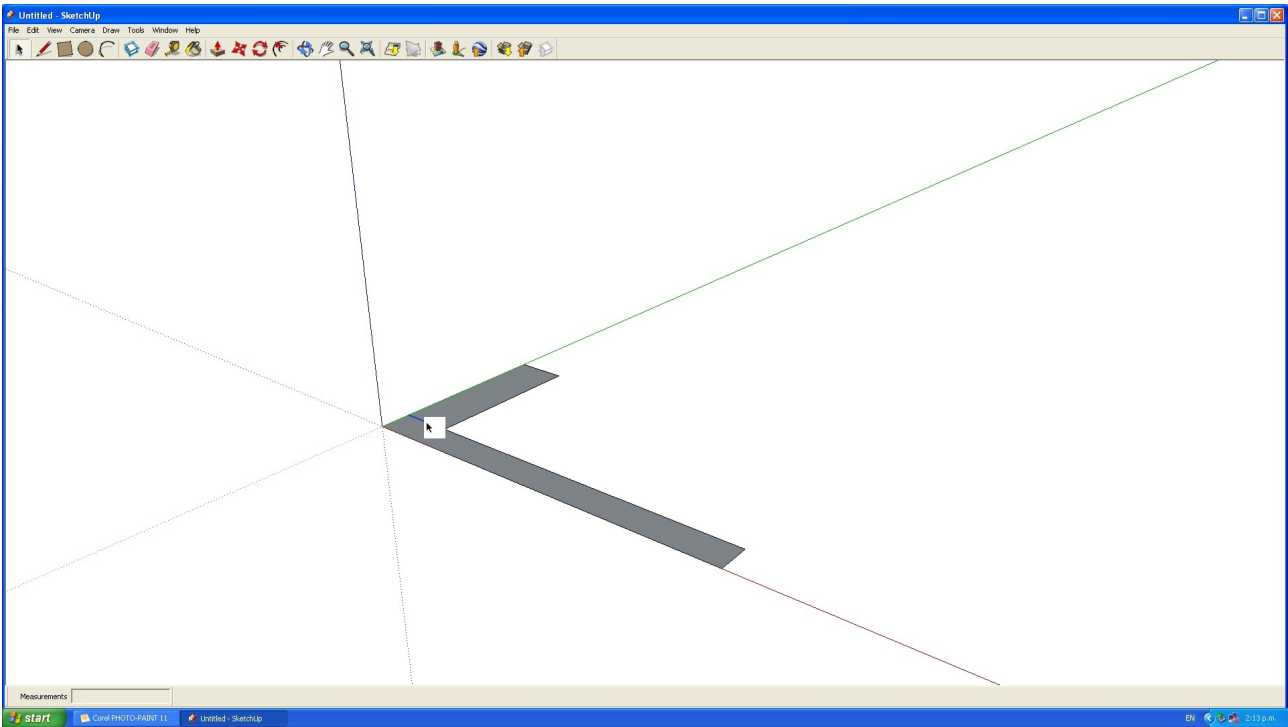 Untitled - SketchUp
File Edit View Camera Draw Tools Window Help
Measurements
start Corel PHOTO-PAINT 11 Untitled - SketchUp EN 2:13 p.m.